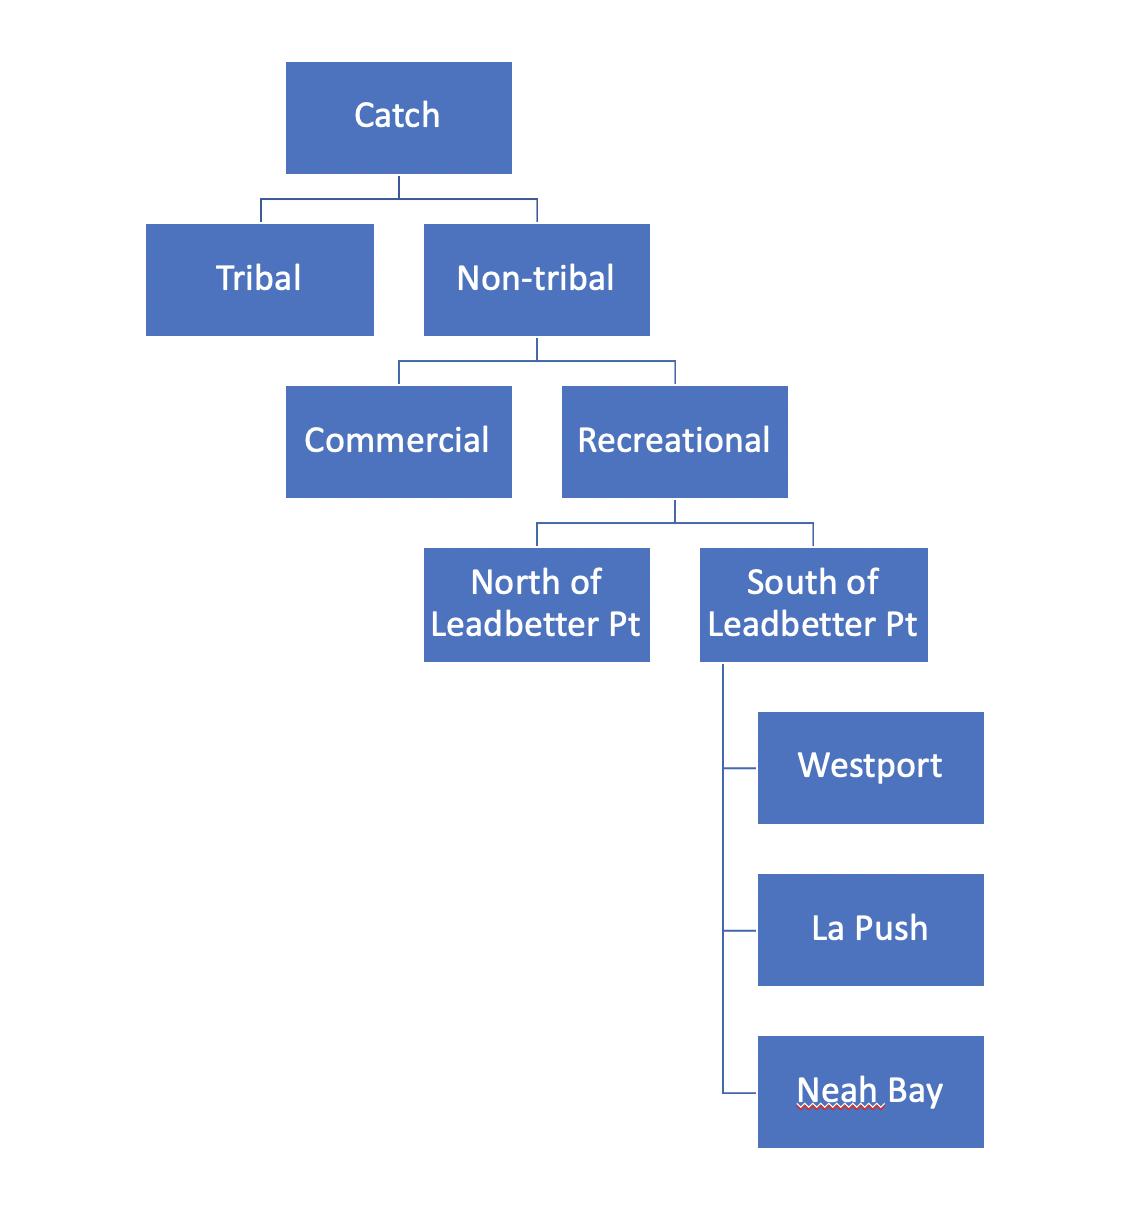 Catch
Tribal
Non-tribal
Commercial
Recreational
North of
Leadbetter Pt
South of
Leadbetter Pt
Westport
La Push
Neah Bay